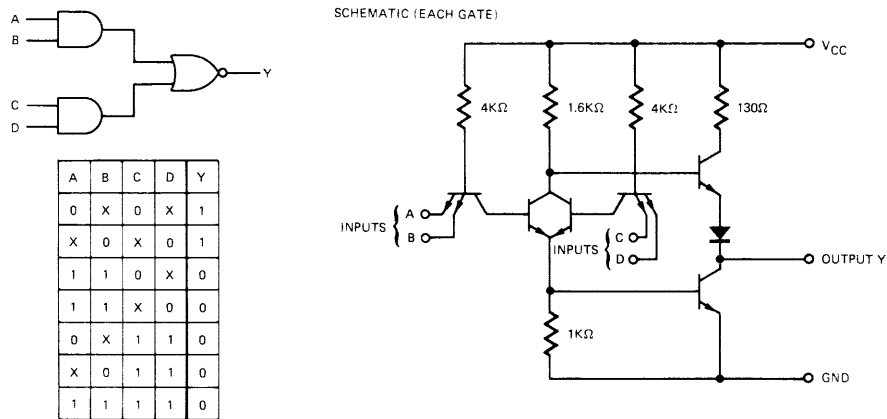 A
B
Y
C
D
A B C D Y
0 X 0 X 1
X 0 X 0 1
1 1 0 X 0
1 1 X 0 0
0 X 1 1 0
X 0 1 1 0
1 1 1 1 0
SCHEMATIC (EACH GATE)
VCC
4KΩ
1.6KΩ
4KΩ
130Ω
INPUTS
A
B
INPUTS
C
D
OUTPUT Y
1KΩ
GND